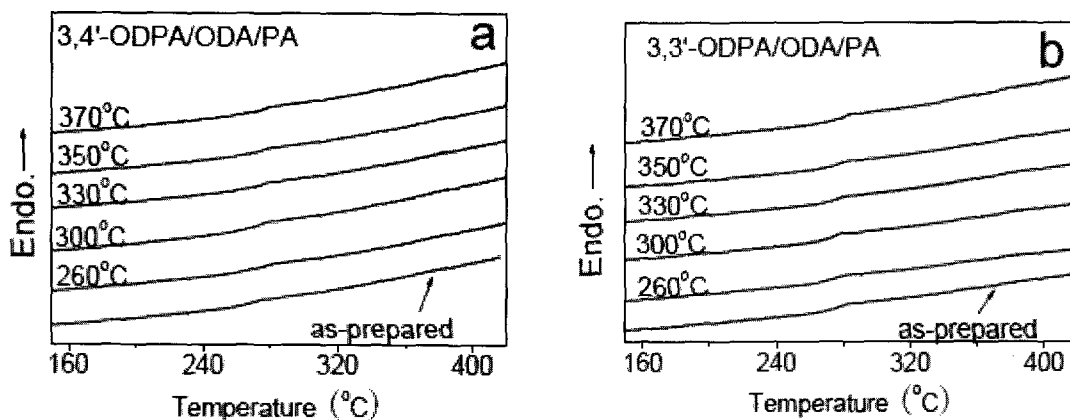 3,4'-ODPA/ODA/PA
a
370°C
350°C
330°C
300°C
260°C
as-prepared
Endo.
160 240 320 400
Temperature (°C)
3,3'-ODPA/ODA/PA
b
370°C
350°C
330°C
300°C
260°C
as-prepared
Endo.
160 240 320 400
Temperature (°C)